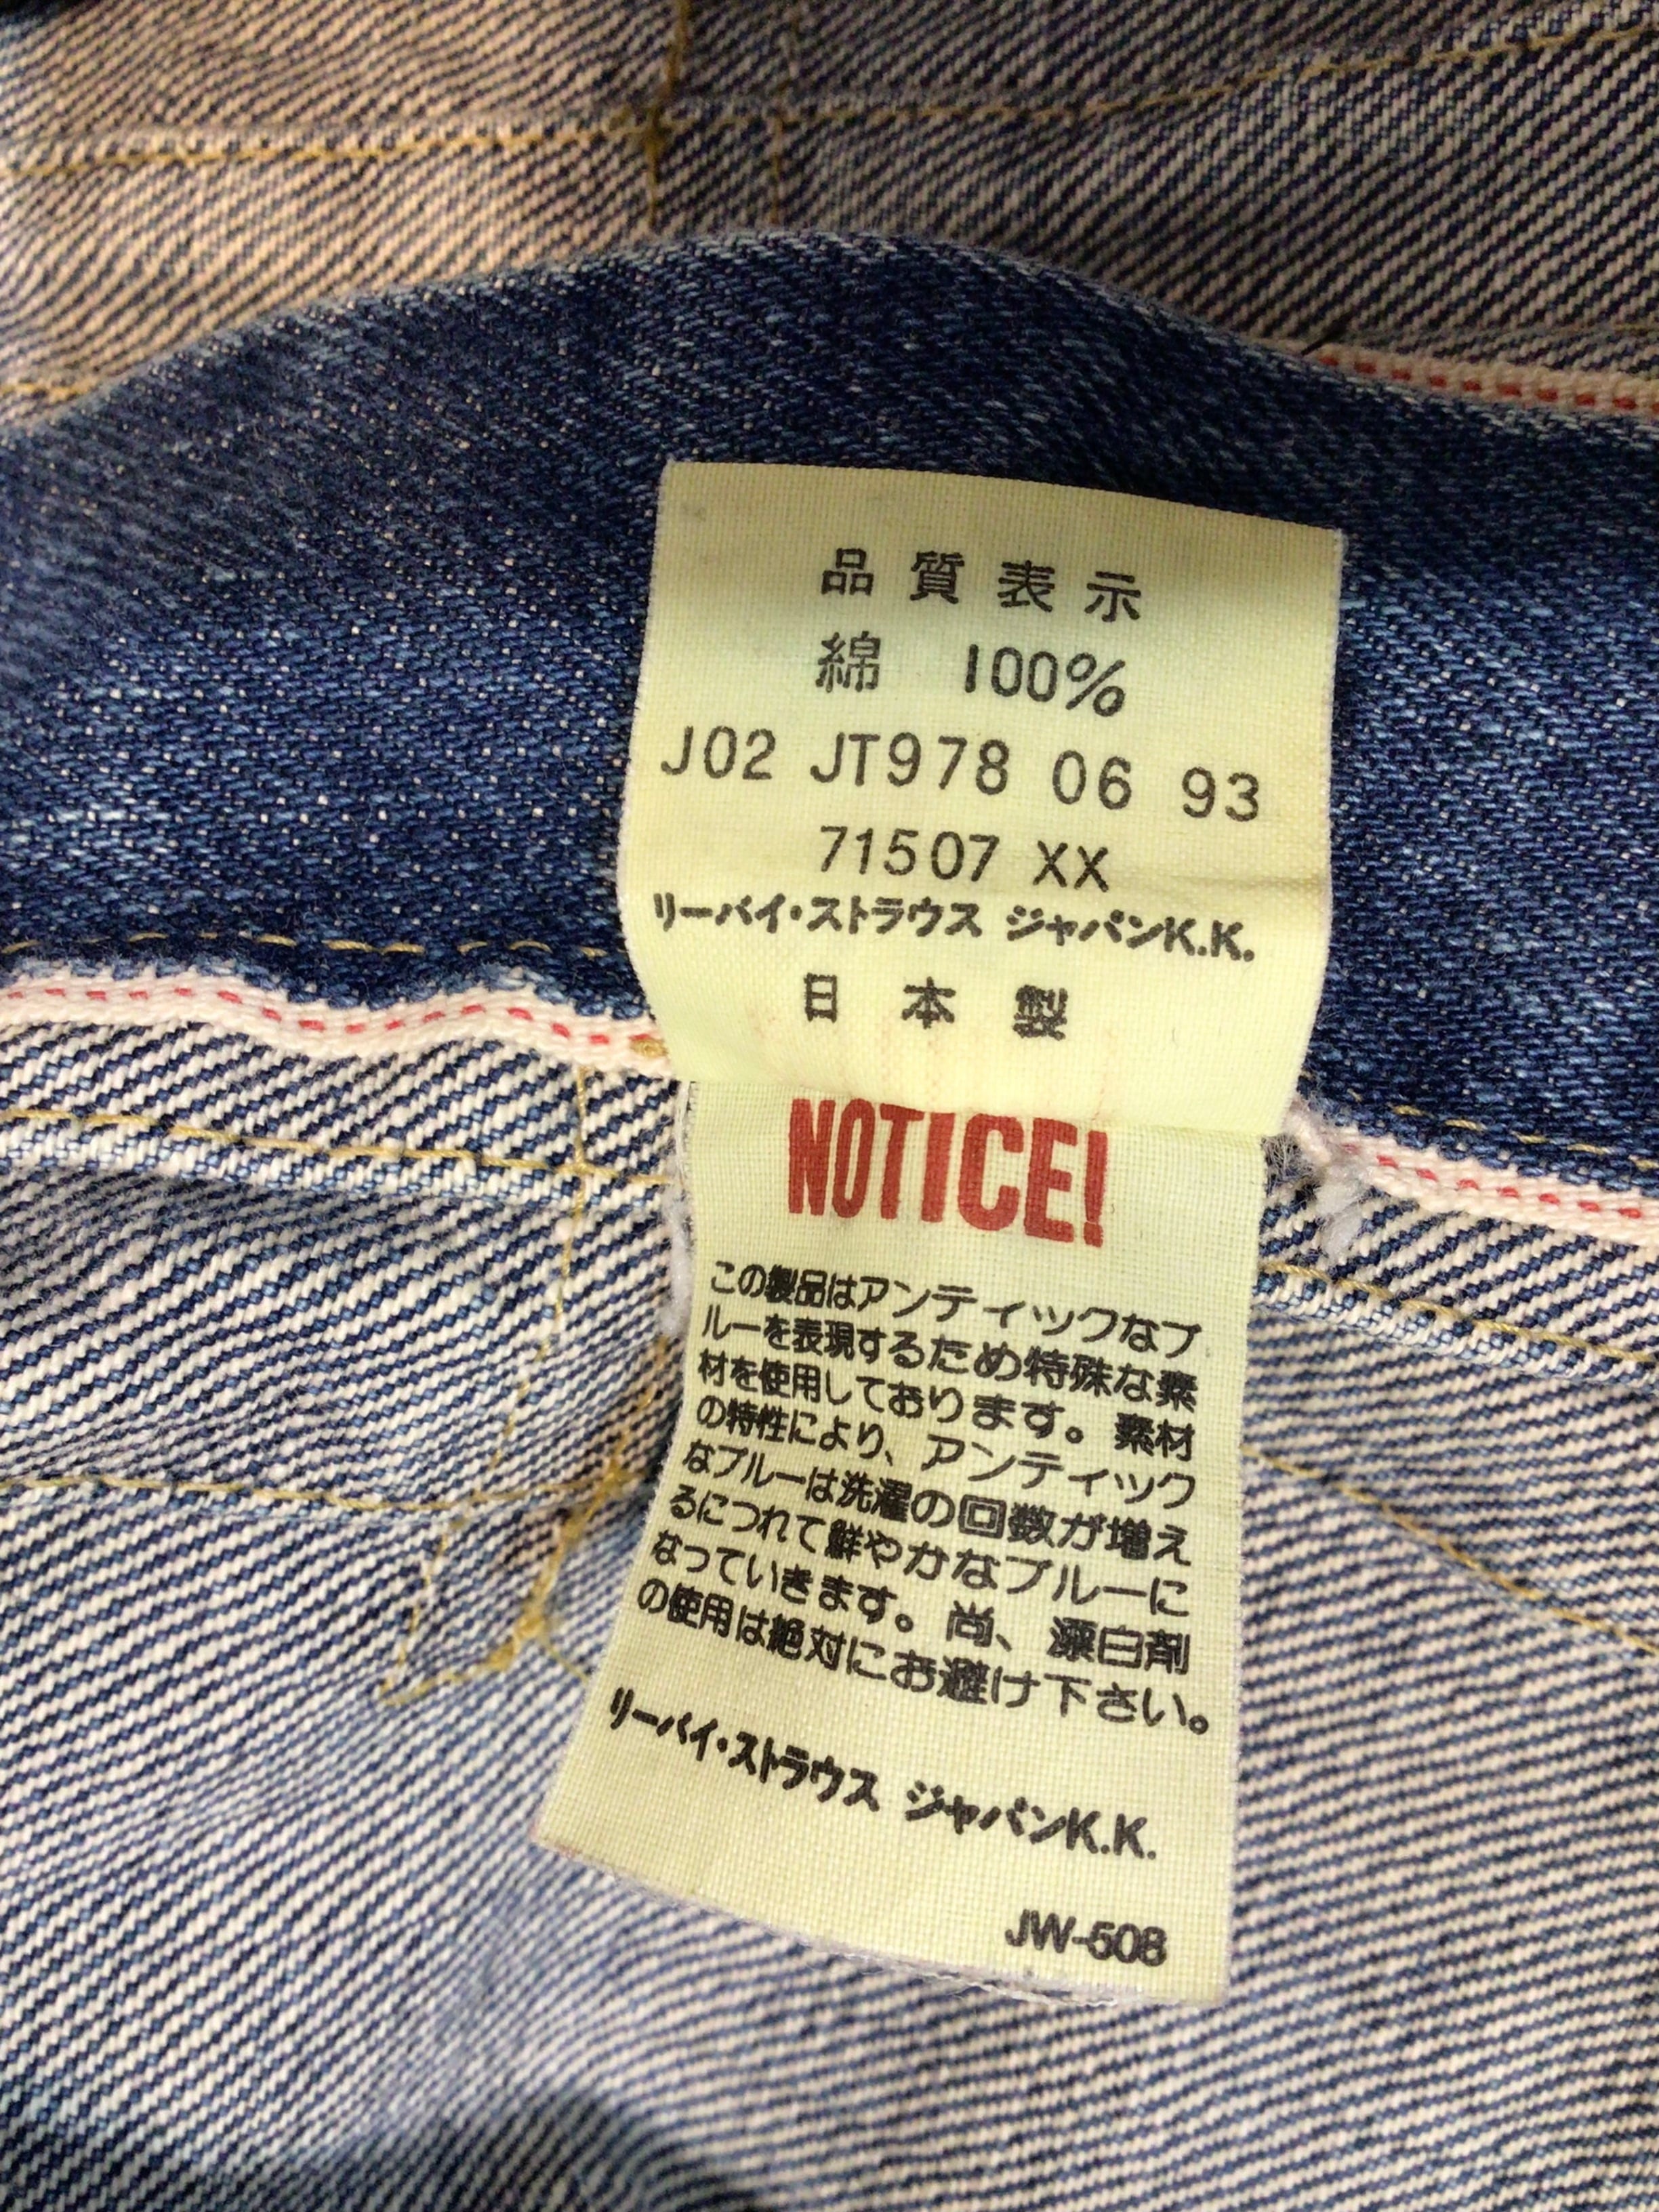 品質表示
綿 100%
J02 JT978 06 93
71507 XX
リーバイ・ストラウス ジャパンK.K.
日本製
NOTICE!
この製品はアンティックなブ
ルーを表現するため特殊な素
材を使用しております。素材
の特性により、アンティック
なブルーは洗濯の回数が増え
るにつれて鮮やかなブルーに
なっていきます。尚、漂白剤
の使用は絶対にお避け下さい。
リーバイ・ストラウス ジャパンK.K.
JW-508